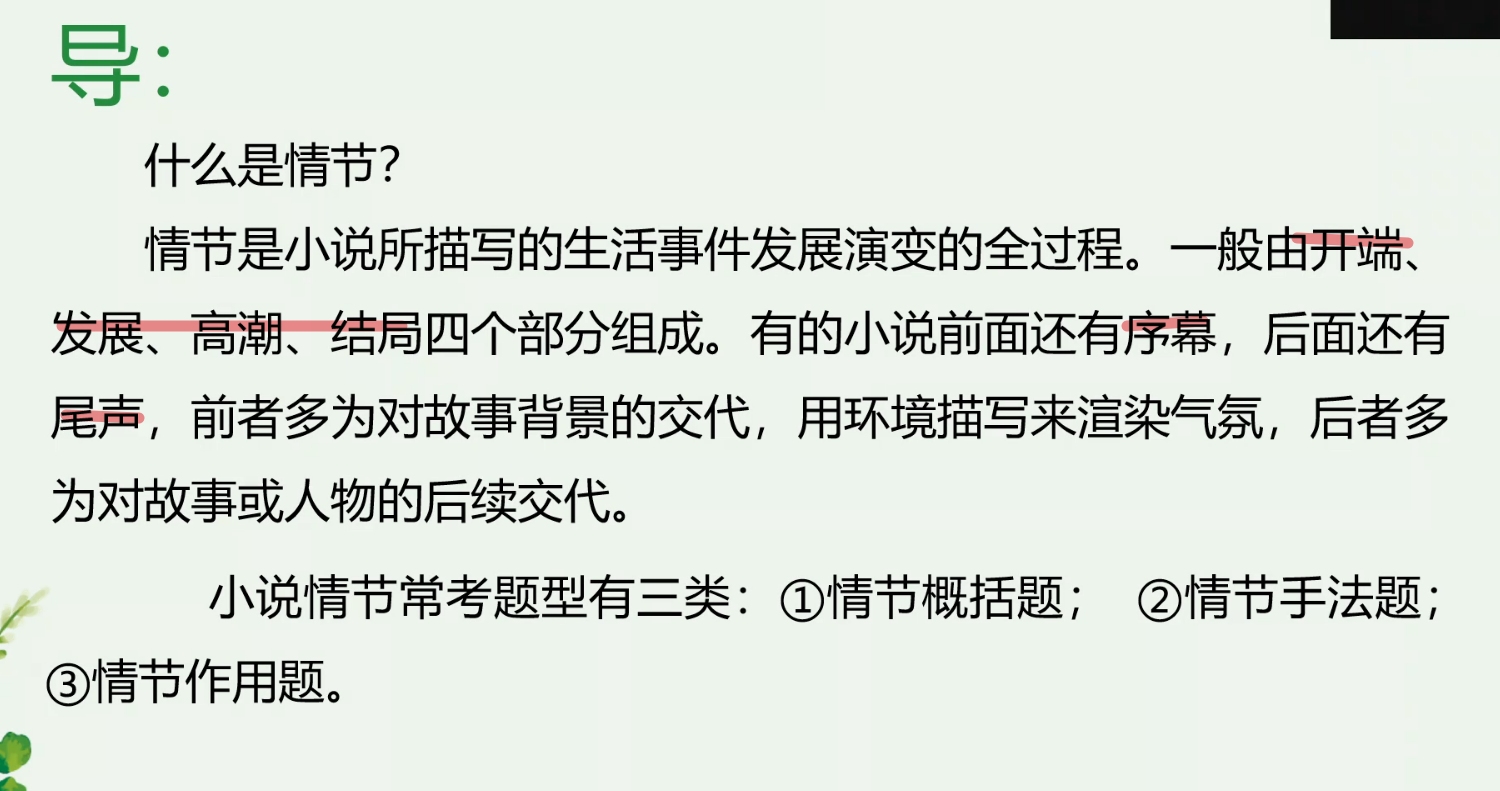 导：
什么是情节？
情节是小说所描写的生活事件发展演变的全过程。一般由开端、
发展、高潮、结局四个部分组成。有的小说前面还有序幕，后面还有
尾声，前者多为对故事背景的交代，用环境描写来渲染气氛，后者多
为对故事或人物的后续交代。
小说情节常考题型有三类：①情节概括题； ②情节手法题；
③情节作用题。